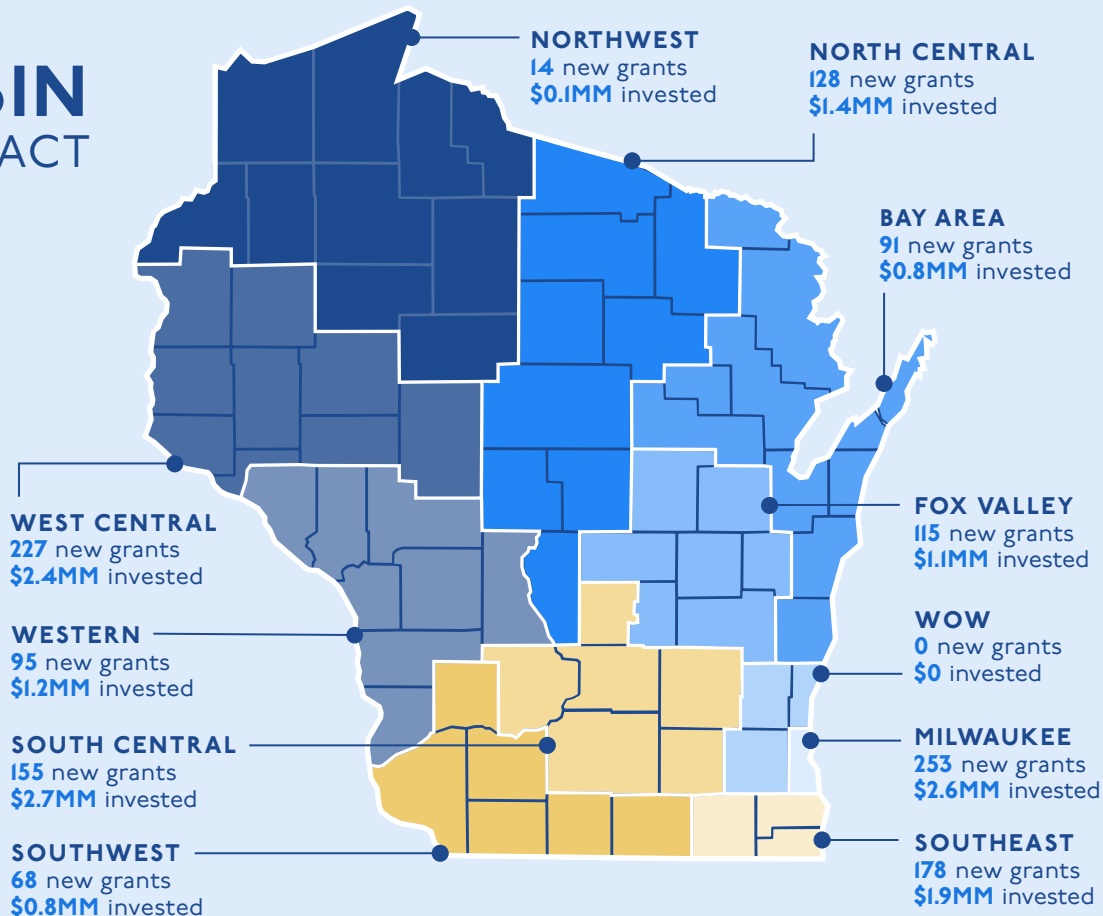 NORTHWEST
14 new grants
$0.1MM invested
NORTH CENTRAL
128 new grants
$1.4MM invested
BAY AREA
91 new grants
$0.8MM invested
WEST CENTRAL
227 new grants
$2.4MM invested
FOX VALLEY
115 new grants
$1.1MM invested
WESTERN
95 new grants
$1.2MM invested
WOW
0 new grants
$0 invested
SOUTH CENTRAL
155 new grants
$2.7MM invested
MILWAUKEE
253 new grants
$2.6MM invested
SOUTHWEST
68 new grants
$0.8MM invested
SOUTHEAST
178 new grants
$1.9MM invested